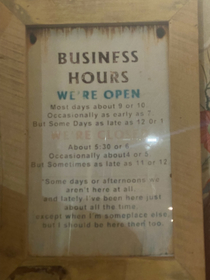 BUSINESS
HOURS
WE'RE OPEN
Most days about 9 or 10
Occasionally as early as 7
But Some Days as late as 12 Or 1
WE'RE CLOSED
About 5:30 or 6
Occasionally about 4 or 5
But Sometimes as late as 11 or 12
Some days or afternoons we
aren't here at all
and lately i've been here just
about all the time,
except when i'm someplace else,
but I should be here then too.